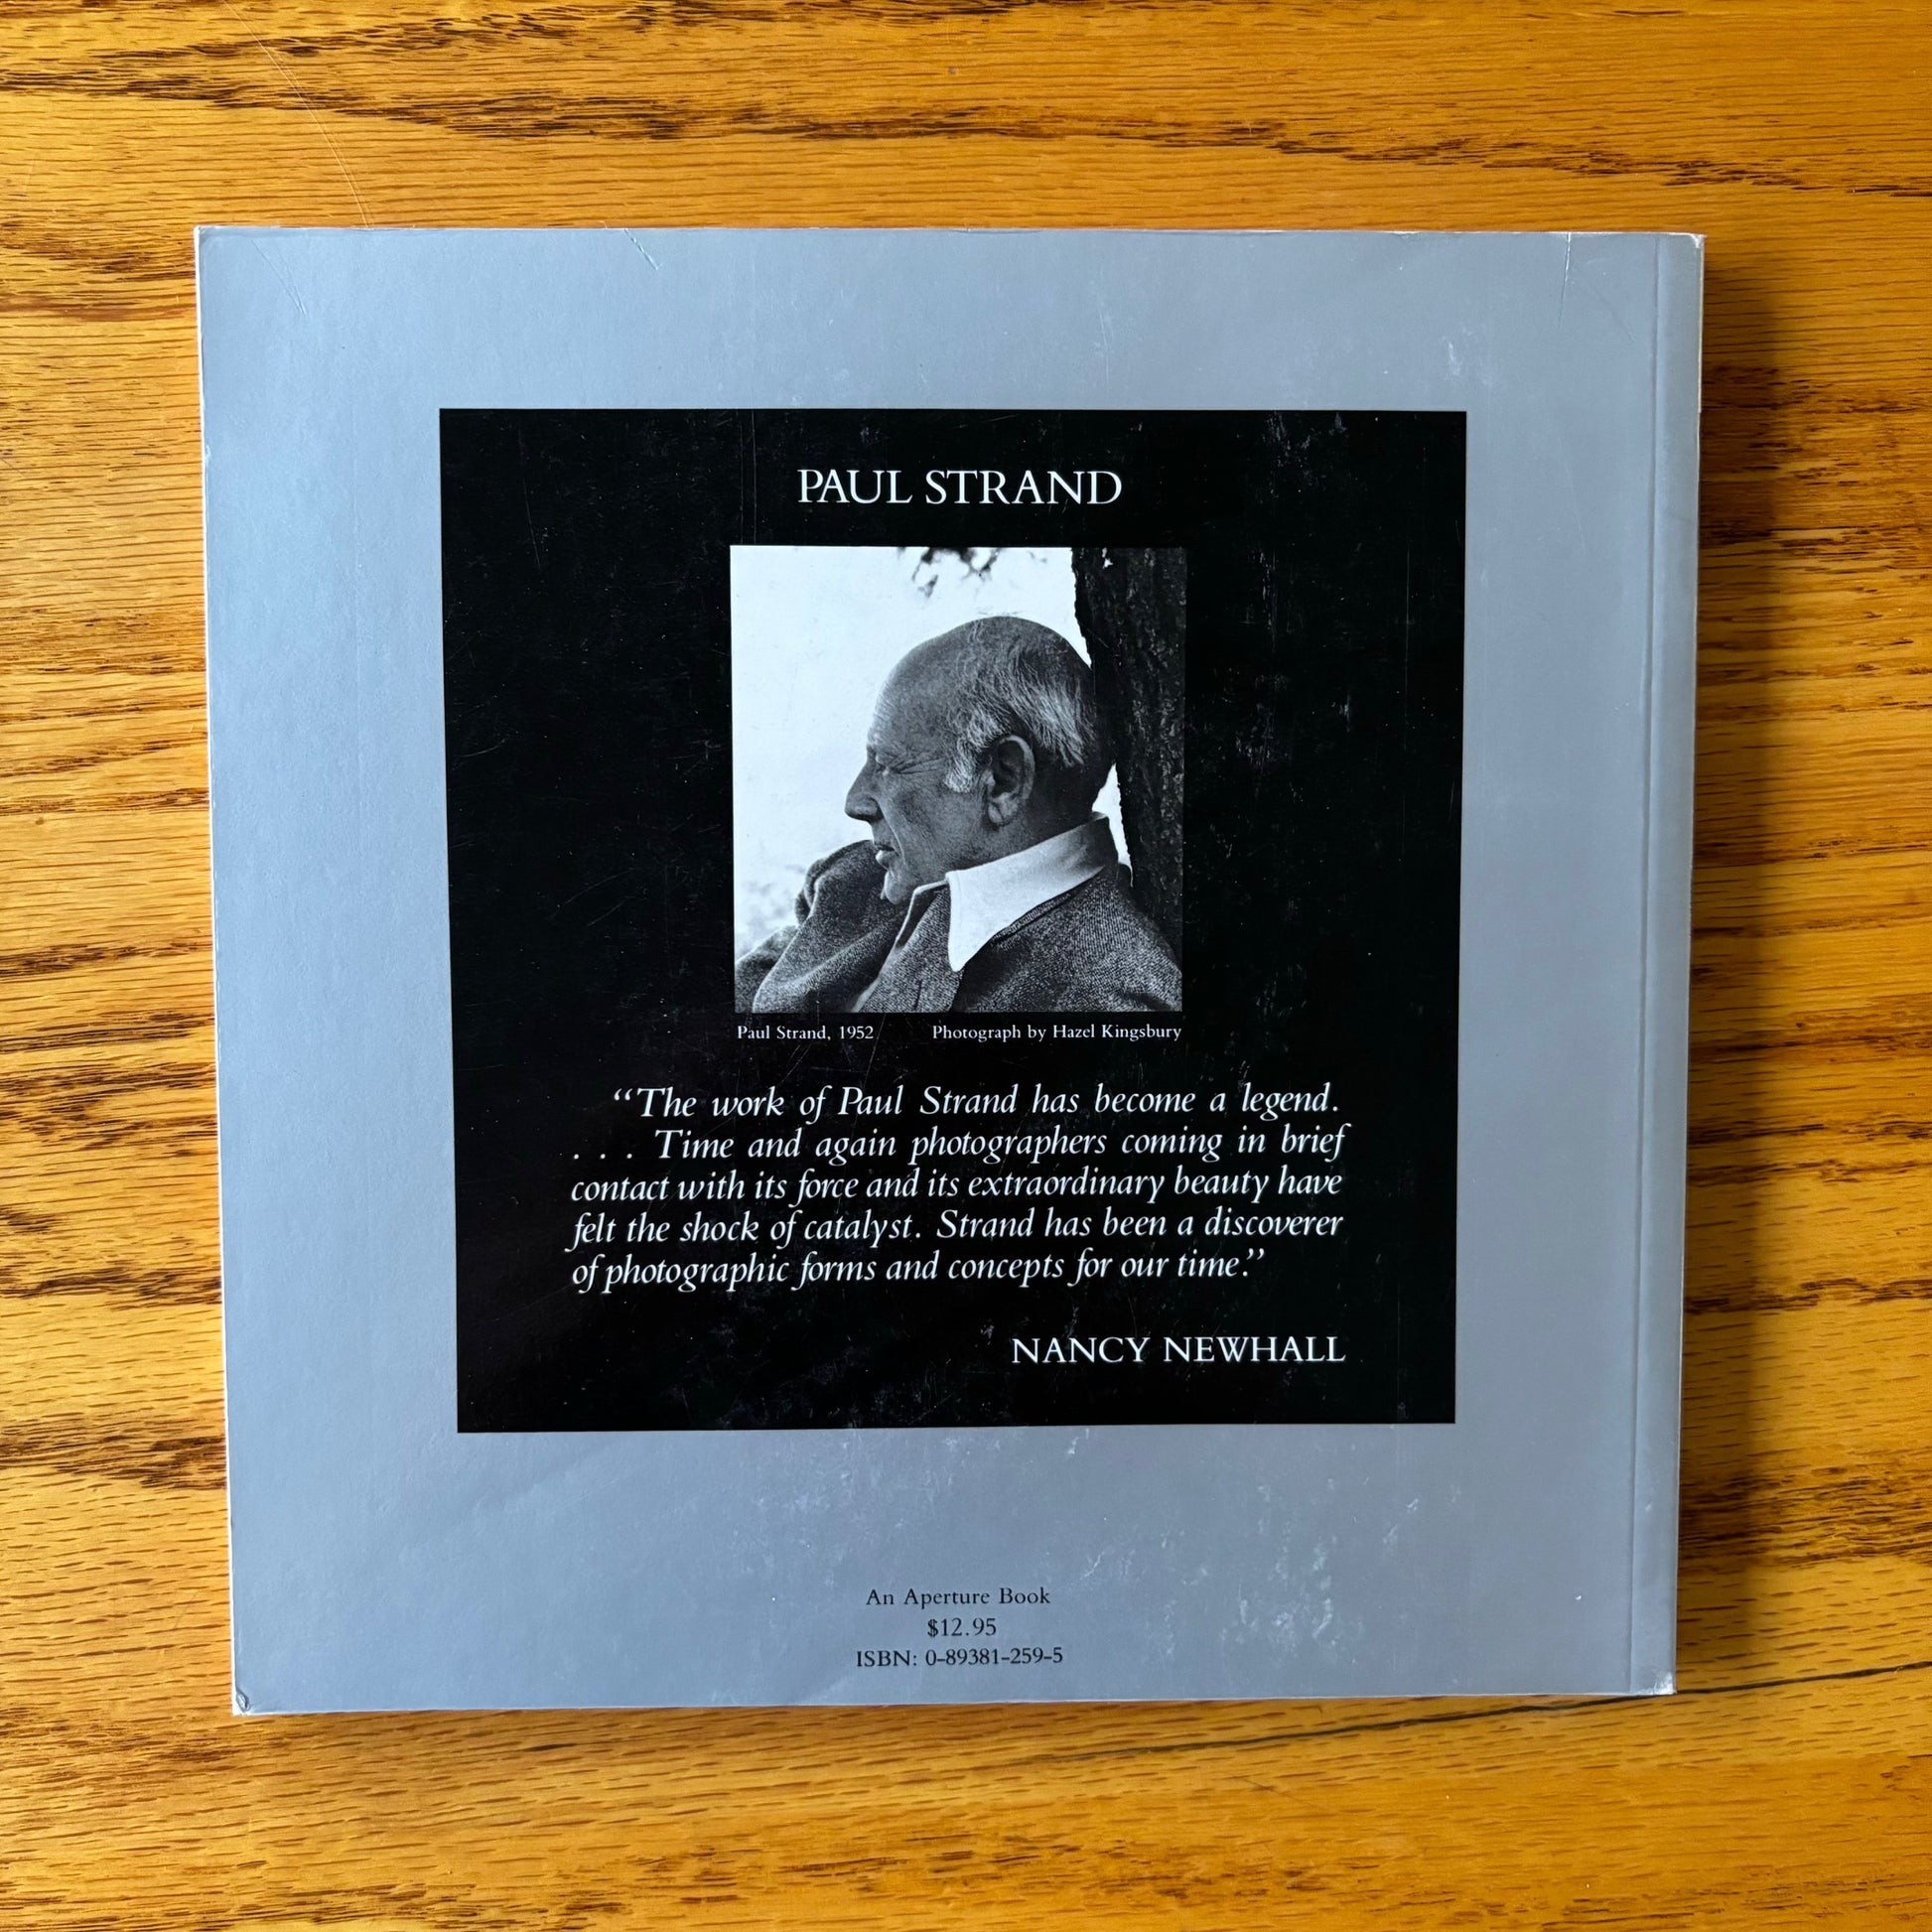 PAUL STRAND
Paul Strand, 1952 Photograph by Hazel Kingsbury
“The work of Paul Strand has become a legend.
. . . Time and again photographers coming in brief
contact with its force and its extraordinary beauty have
felt the shock of catalyst. Strand has been a discoverer
of photographic forms and concepts for our time.”
NANCY NEWHALL
An Aperture Book
$12.95
ISBN: 0-89381-259-5